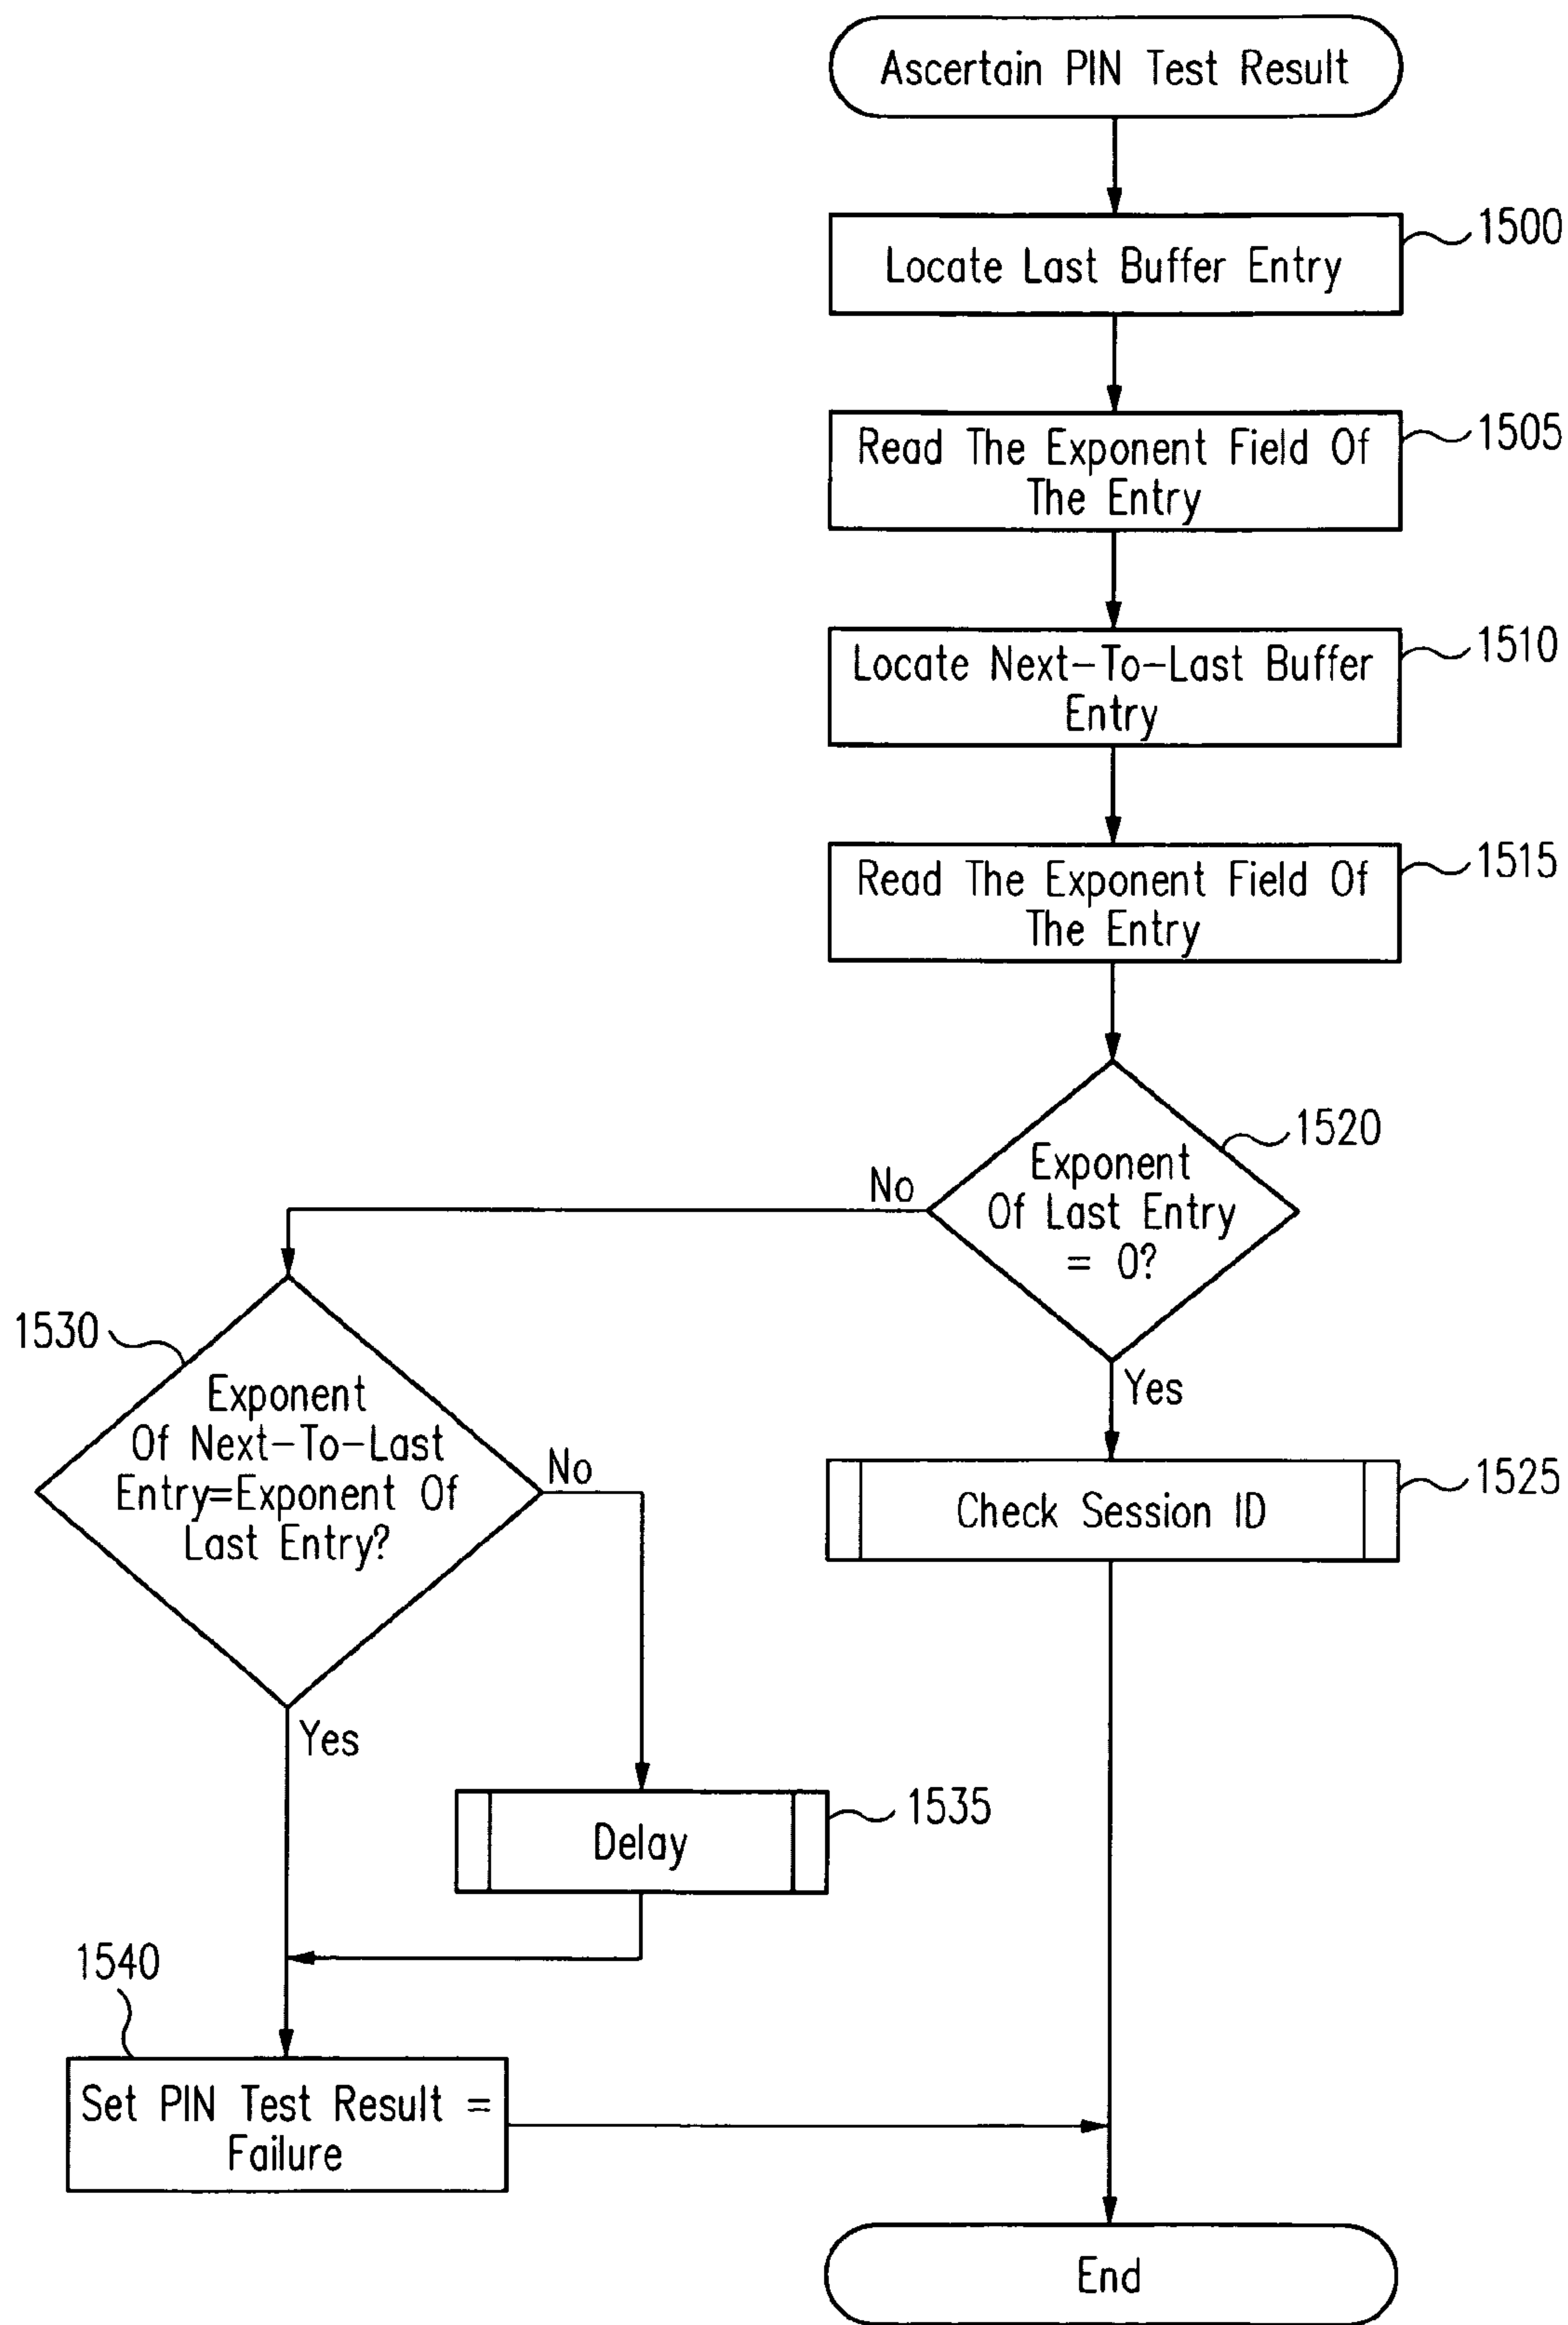 Ascertain PIN Test Result
1500
Locate Last Buffer Entry
1505
Read The Exponent Field Of
The Entry
1510
Locate Next-To-Last Buffer
Entry
1515
Read The Exponent Field Of
The Entry
1520
Exponent
Of Last Entry
= 0?
No
Yes
1530
Exponent
Of Next-To-Last
Entry=Exponent Of
Last Entry?
No
Yes
1525
Check Session ID
1535
Delay
1540
Set PIN Test Result =
Failure
End